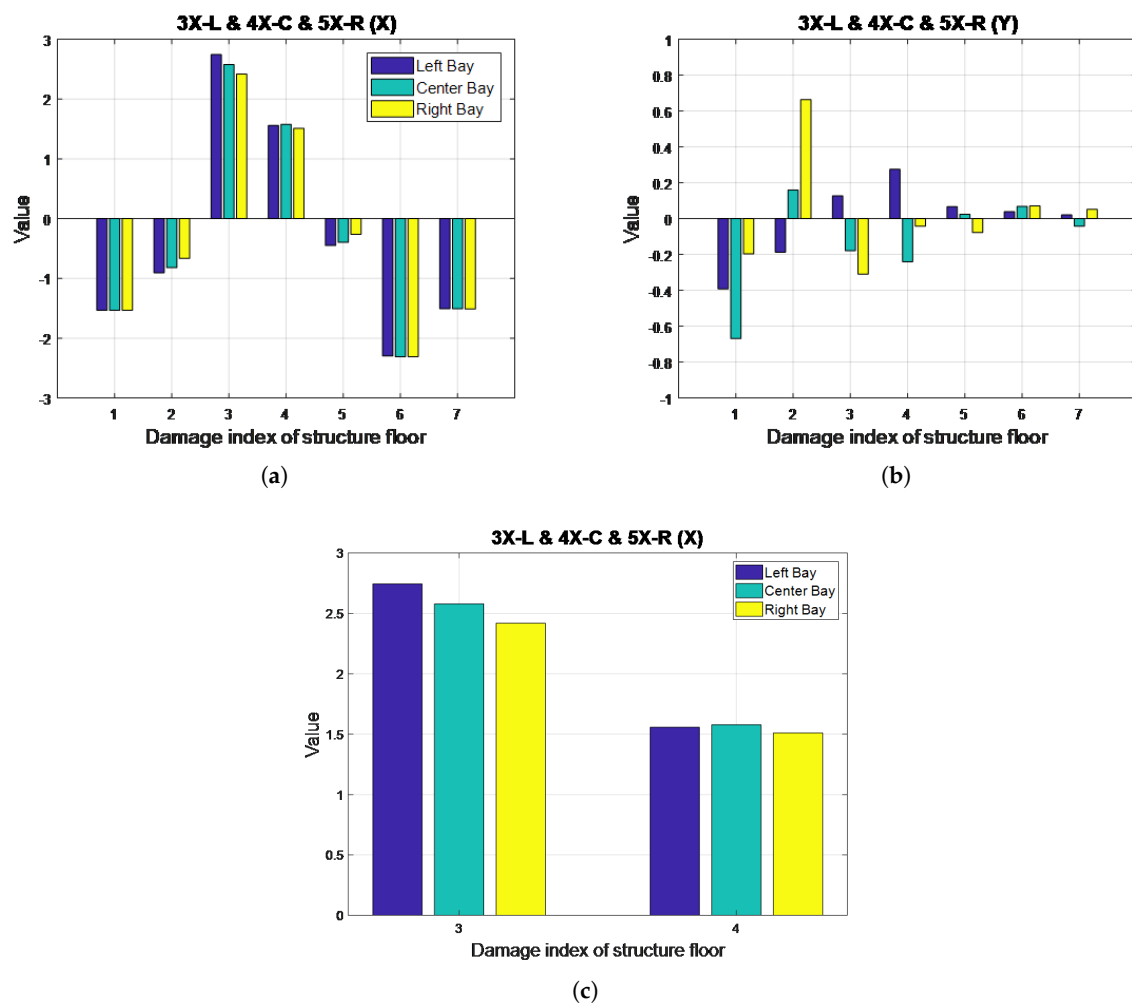 3X-L & 4X-C & 5X-R (X)
3
2
1
0
-1
-2
-3
Value
Left Bay
Center Bay
Right Bay
1 2 3 4 5 6 7
Damage index of structure floor
(a)
3X-L & 4X-C & 5X-R (Y)
1
0.8
0.6
0.4
0.2
0
-0.2
-0.4
-0.6
-0.8
-1
Value
1 2 3 4 5 6 7
Damage index of structure floor
(b)
3X-L & 4X-C & 5X-R (X)
3
2.5
2
1.5
1
0.5
0
Value
Left Bay
Center Bay
Right Bay
3 4
Damage index of structure floor
(c)